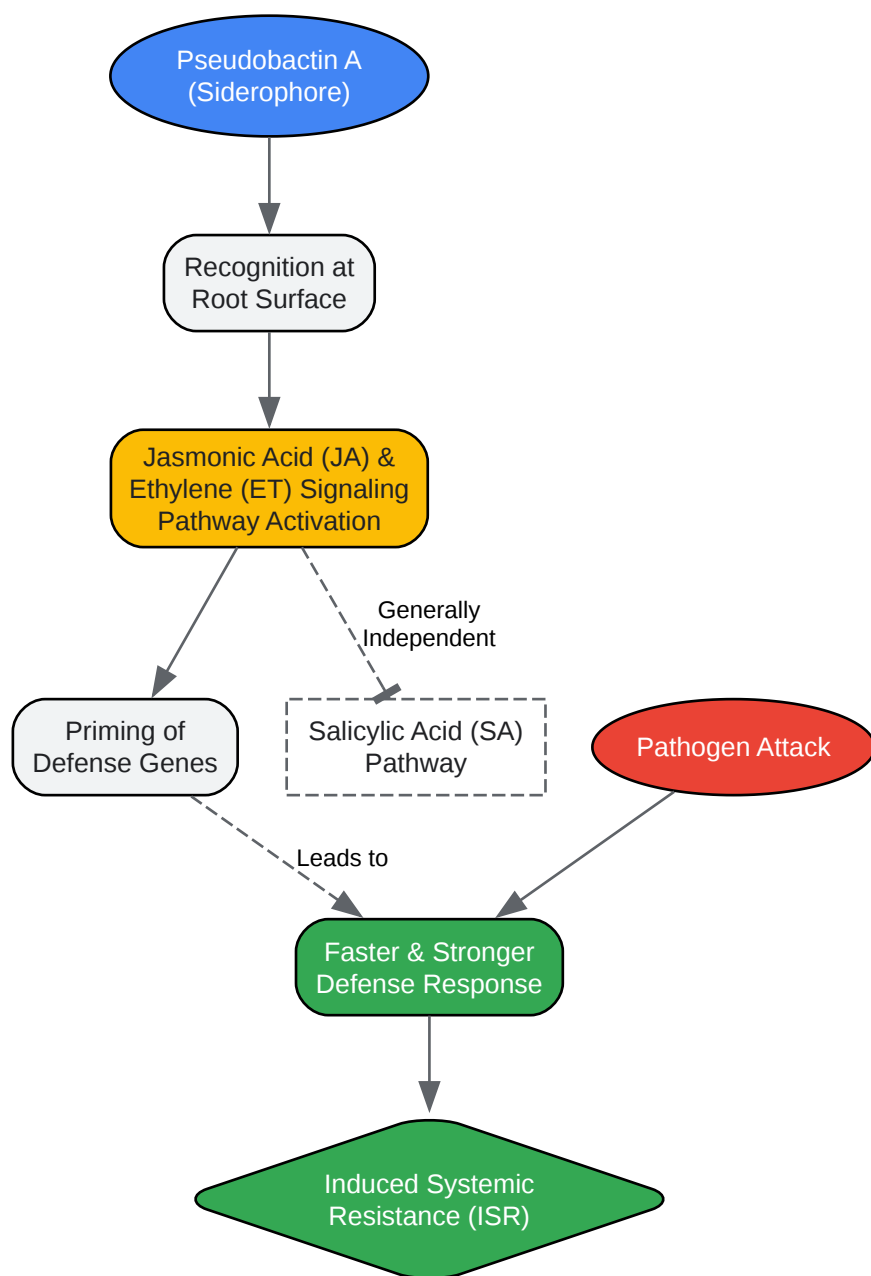 Pseudobactin A
(Siderophore)
Recognition at
Root Surface
Jasmonic Acid (JA) &
Ethylene (ET) Signaling
Pathway Activation
Generally
Independent
Priming of
Defense Genes
Salicylic Acid (SA)
Pathway
Pathogen Attack
Leads to
Faster & Stronger
Defense Response
Induced Systemic
Resistance (ISR)